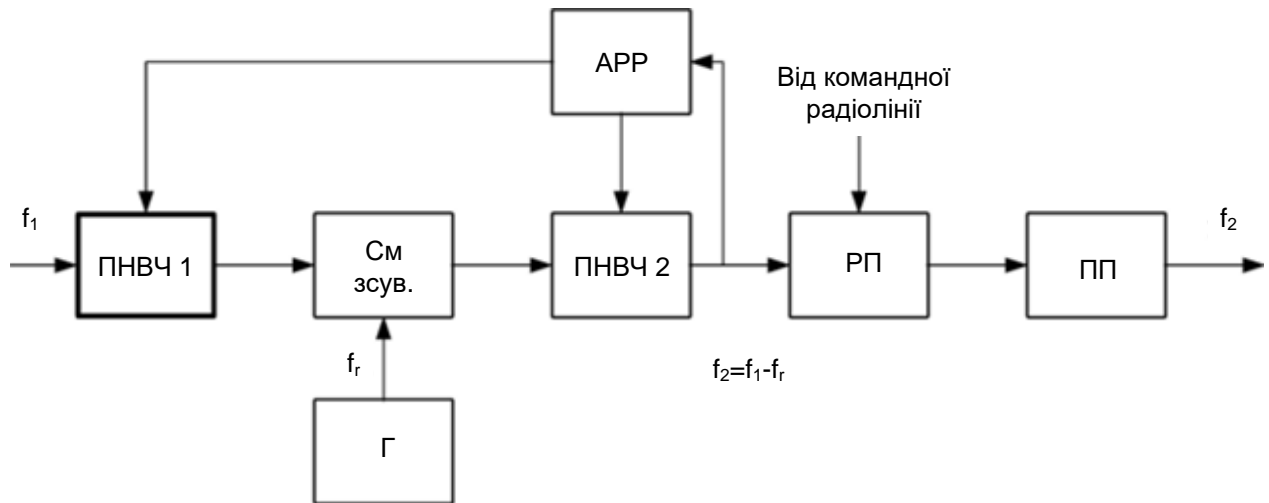 АРР
Від командної
радіолінії
f₁
ПНВЧ 1
См
зсув.
ПНВЧ 2
РП
ПП
f₂
fᵣ
f₂=f₁-fᵣ
Г